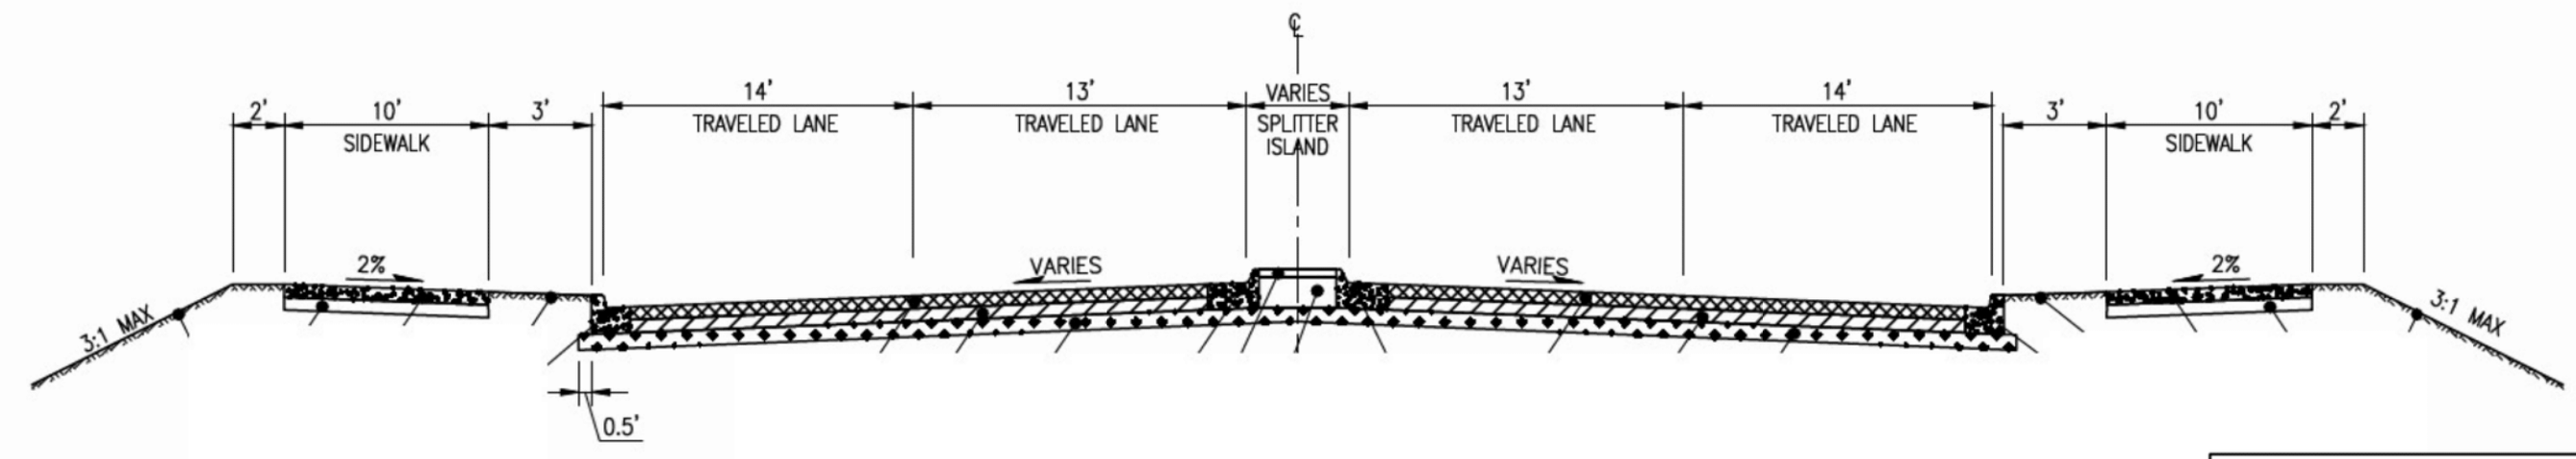 ℄
2'
10'
SIDEWALK
3'
14'
TRAVELED LANE
13'
TRAVELED LANE
VARIES
SPLITTER
ISLAND
13'
TRAVELED LANE
14'
TRAVELED LANE
3'
10'
SIDEWALK
2'
3:1 MAX
2%
VARIES
VARIES
2%
3:1 MAX
0.5'